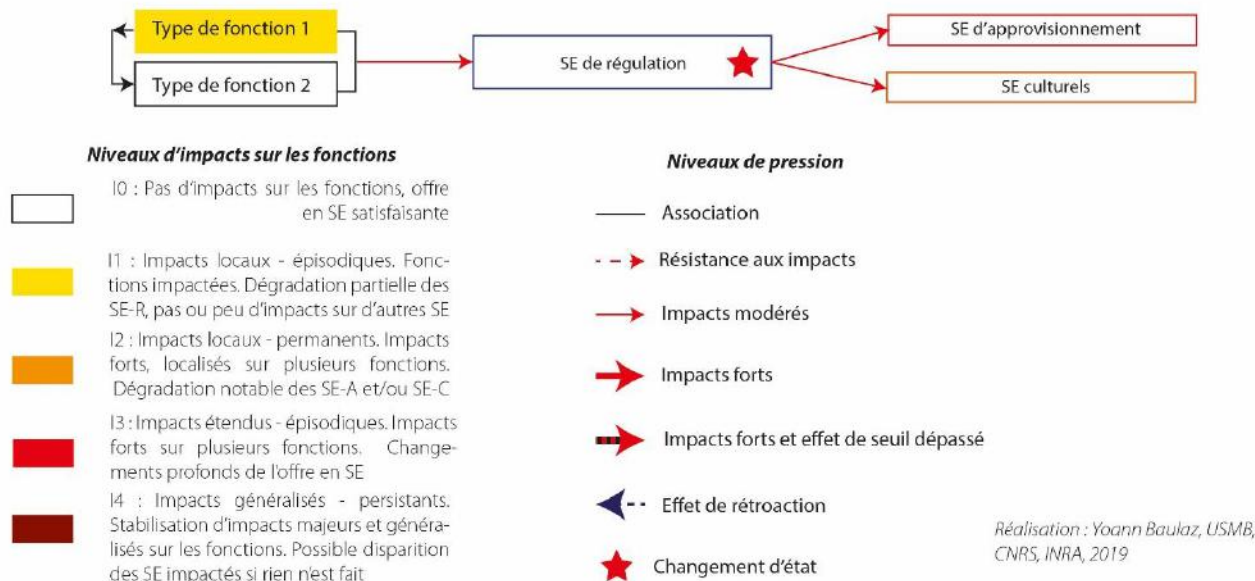 Type de fonction 1
Type de fonction 2
SE de régulation
SE d'approvisionnement
SE culturels
Niveaux d'impacts sur les fonctions
I0 : Pas d'impacts sur les fonctions, offre
en SE satisfaisante
I1 : Impacts locaux - épisodiques. Fonc-
tions impactées. Dégradation partielle des
SE-R, pas ou peu d'impacts sur d'autres SE
I2 : Impacts locaux - permanents. Impacts
forts, localisés sur plusieurs fonctions.
Dégradation notable des SE-A et/ou SE-C
I3 : Impacts étendus - épisodiques. Impacts
forts sur plusieurs fonctions. Change-
ments profonds de l'offre en SE
I4 : Impacts généralisés - persistants.
Stabilisation d'impacts majeurs et généra-
lisés sur les fonctions. Possible disparition
des SE impactés si rien n'est fait
Niveaux de pression
Association
Résistance aux impacts
Impacts modérés
Impacts forts
Impacts forts et effet de seuil dépassé
Effet de rétroaction
Changement d'état
Réalisation : Yoann Baulaz, USMB,
CNRS, INRA, 2019